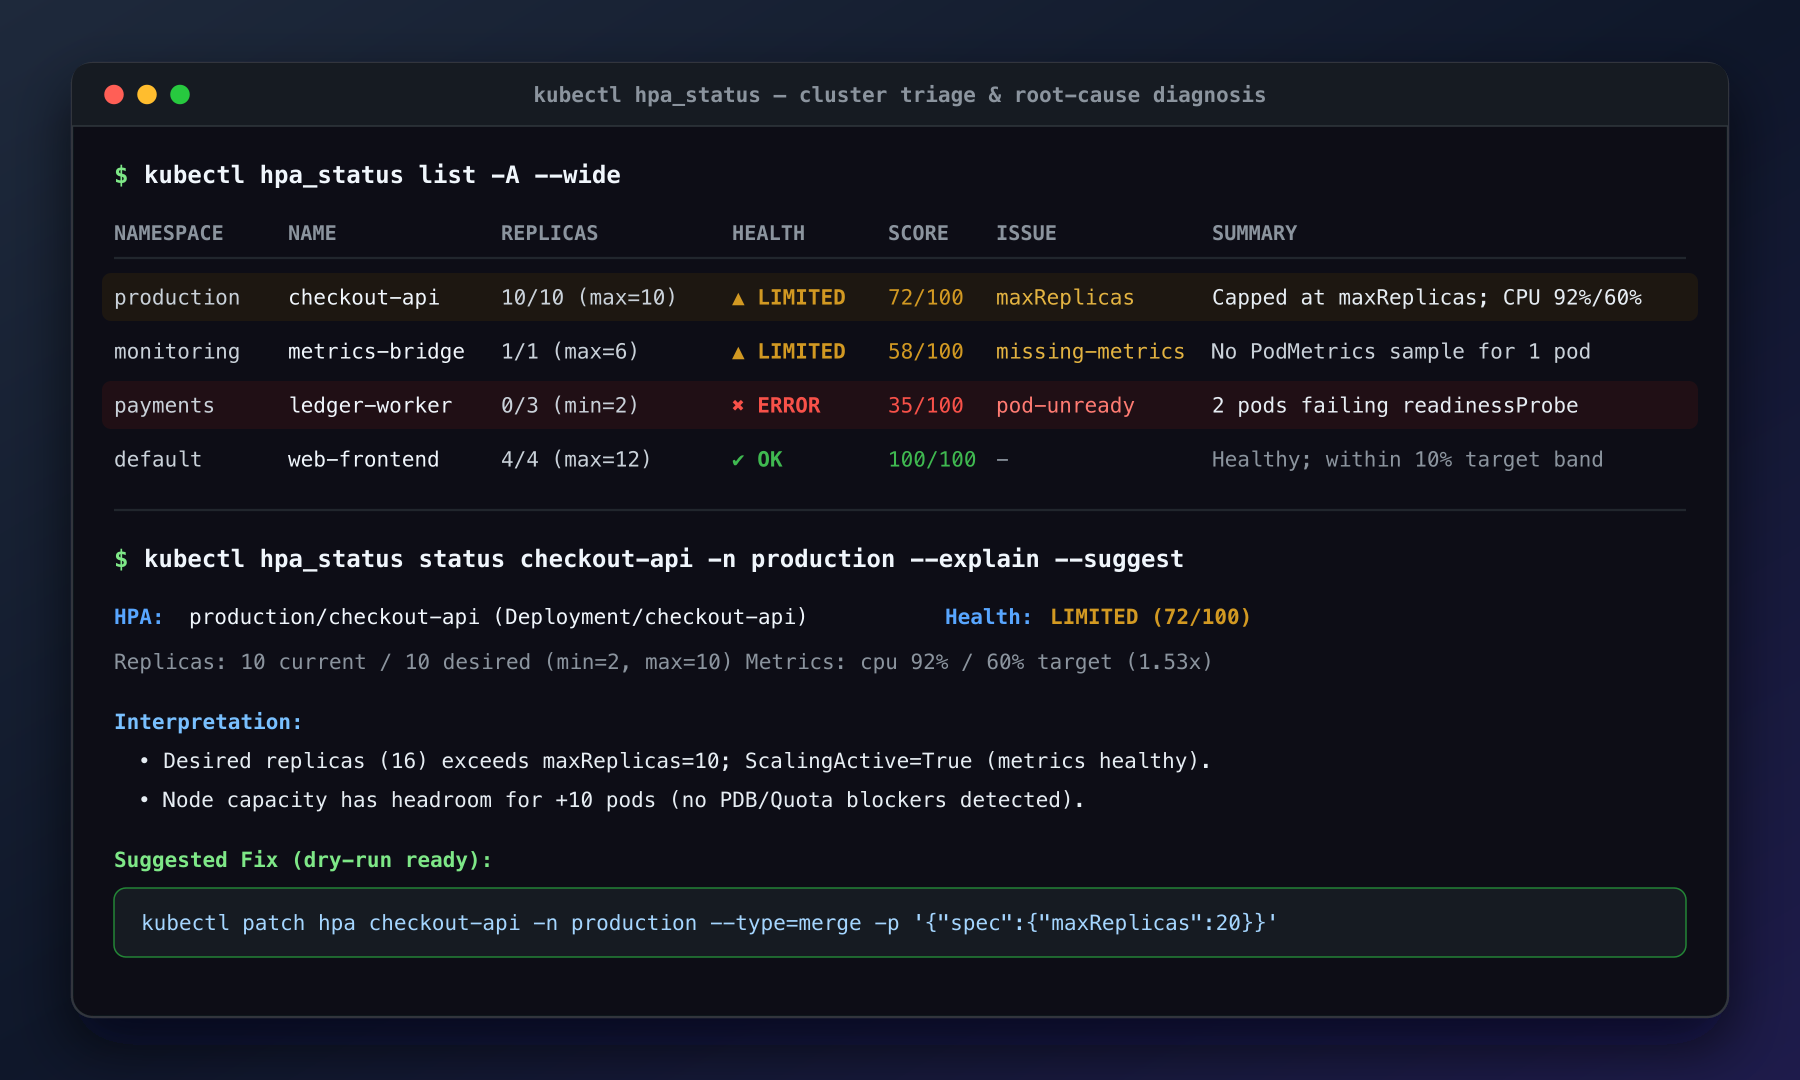 kubectl hpa_status — cluster triage & root-cause diagnosis
$ kubectl hpa_status list -A --wide
NAMESPACE NAME REPLICAS HEALTH SCORE ISSUE SUMMARY
production checkout-api 10/10 (max=10) ▲ LIMITED 72/100 maxReplicas Capped at maxReplicas; CPU 92%/60%
monitoring metrics-bridge 1/1 (max=6) ▲ LIMITED 58/100 missing-metrics No PodMetrics sample for 1 pod
payments ledger-worker 0/3 (min=2) ✖ ERROR 35/100 pod-unready 2 pods failing readinessProbe
default web-frontend 4/4 (max=12) ✔ OK 100/100 — Healthy; within 10% target band
$ kubectl hpa_status status checkout-api -n production --explain --suggest
HPA: production/checkout-api (Deployment/checkout-api) Health: LIMITED (72/100)
Replicas: 10 current / 10 desired (min=2, max=10) Metrics: cpu 92% / 60% target (1.53x)
Interpretation:
• Desired replicas (16) exceeds maxReplicas=10; ScalingActive=True (metrics healthy).
• Node capacity has headroom for +10 pods (no PDB/Quota blockers detected).
Suggested Fix (dry-run ready):
kubectl patch hpa checkout-api -n production --type=merge -p '{"spec":{"maxReplicas":20}}'